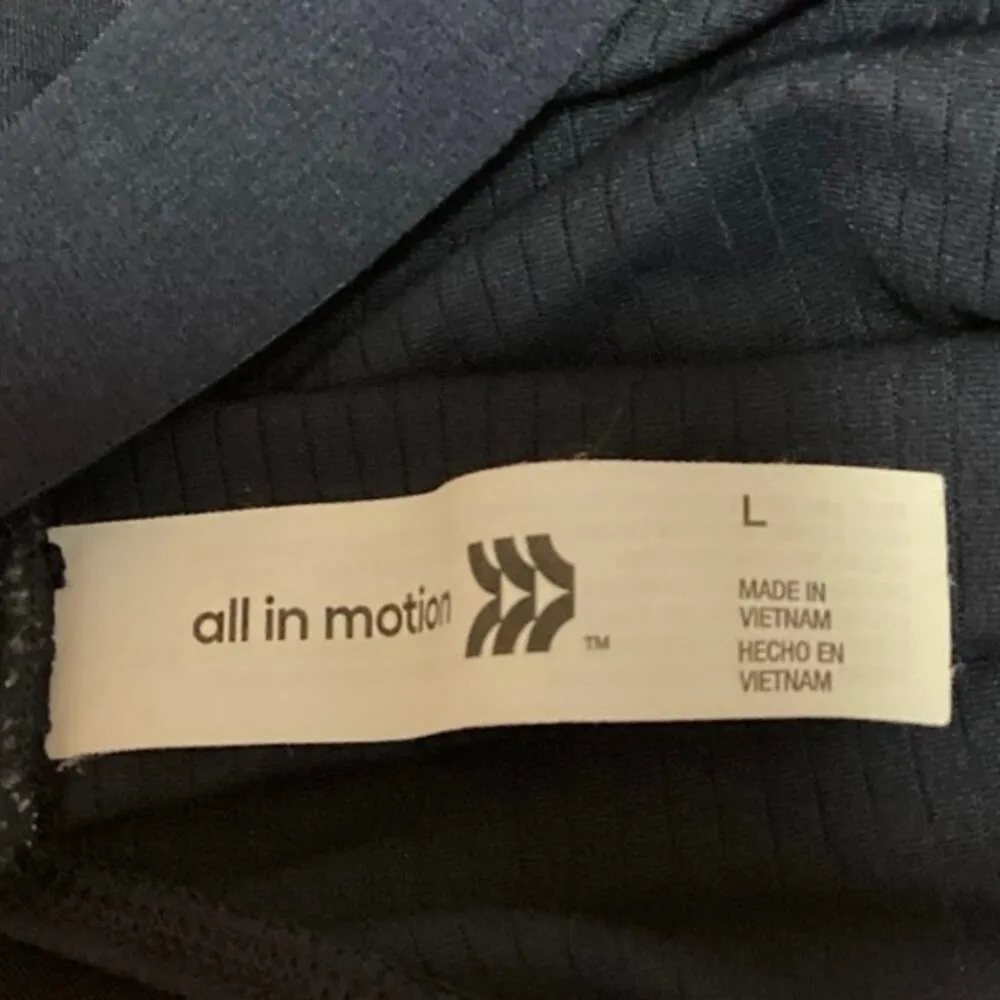 all in motion
TM
L
MADE IN
VIETNAM
HECHO EN
VIETNAM